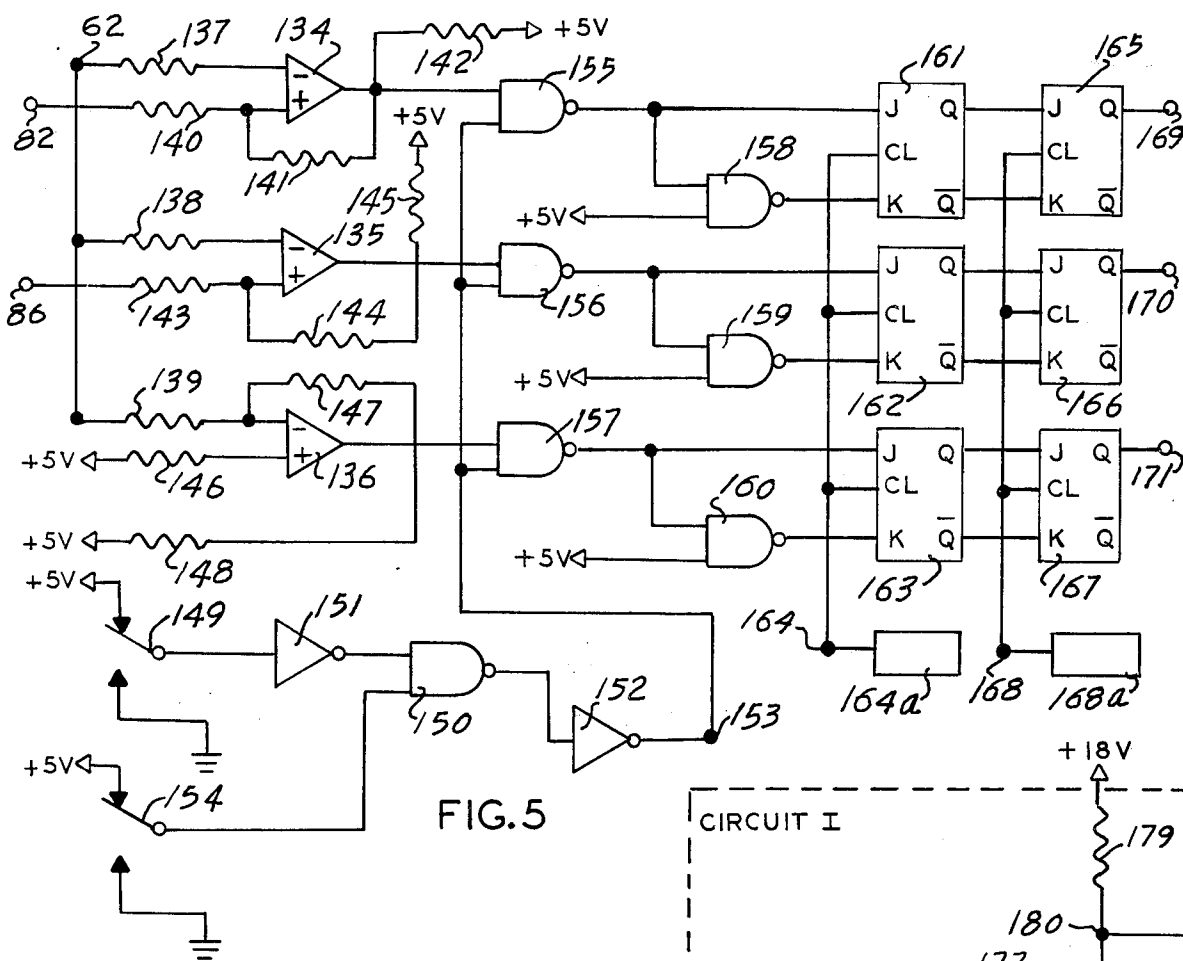 62 137 134 +5V
142
155 161 165
- +
82 140 +5V
141
J Q J Q
169
CL CL
158
K Q K Q
145
+5V
138 135
- +
86 143 156
144
J Q J Q
170
159 CL CL
+5V
K Q K Q
162 166
139 147 157
- +
+5V 146 136
J Q J Q
171
160 CL CL
+5V
K Q K Q
163 167
+5V 148
+5V
149 151
164 164a
168 168a
150 152 153
+5V
154
FIG.5
+18V
CIRCUIT I
179
180
177